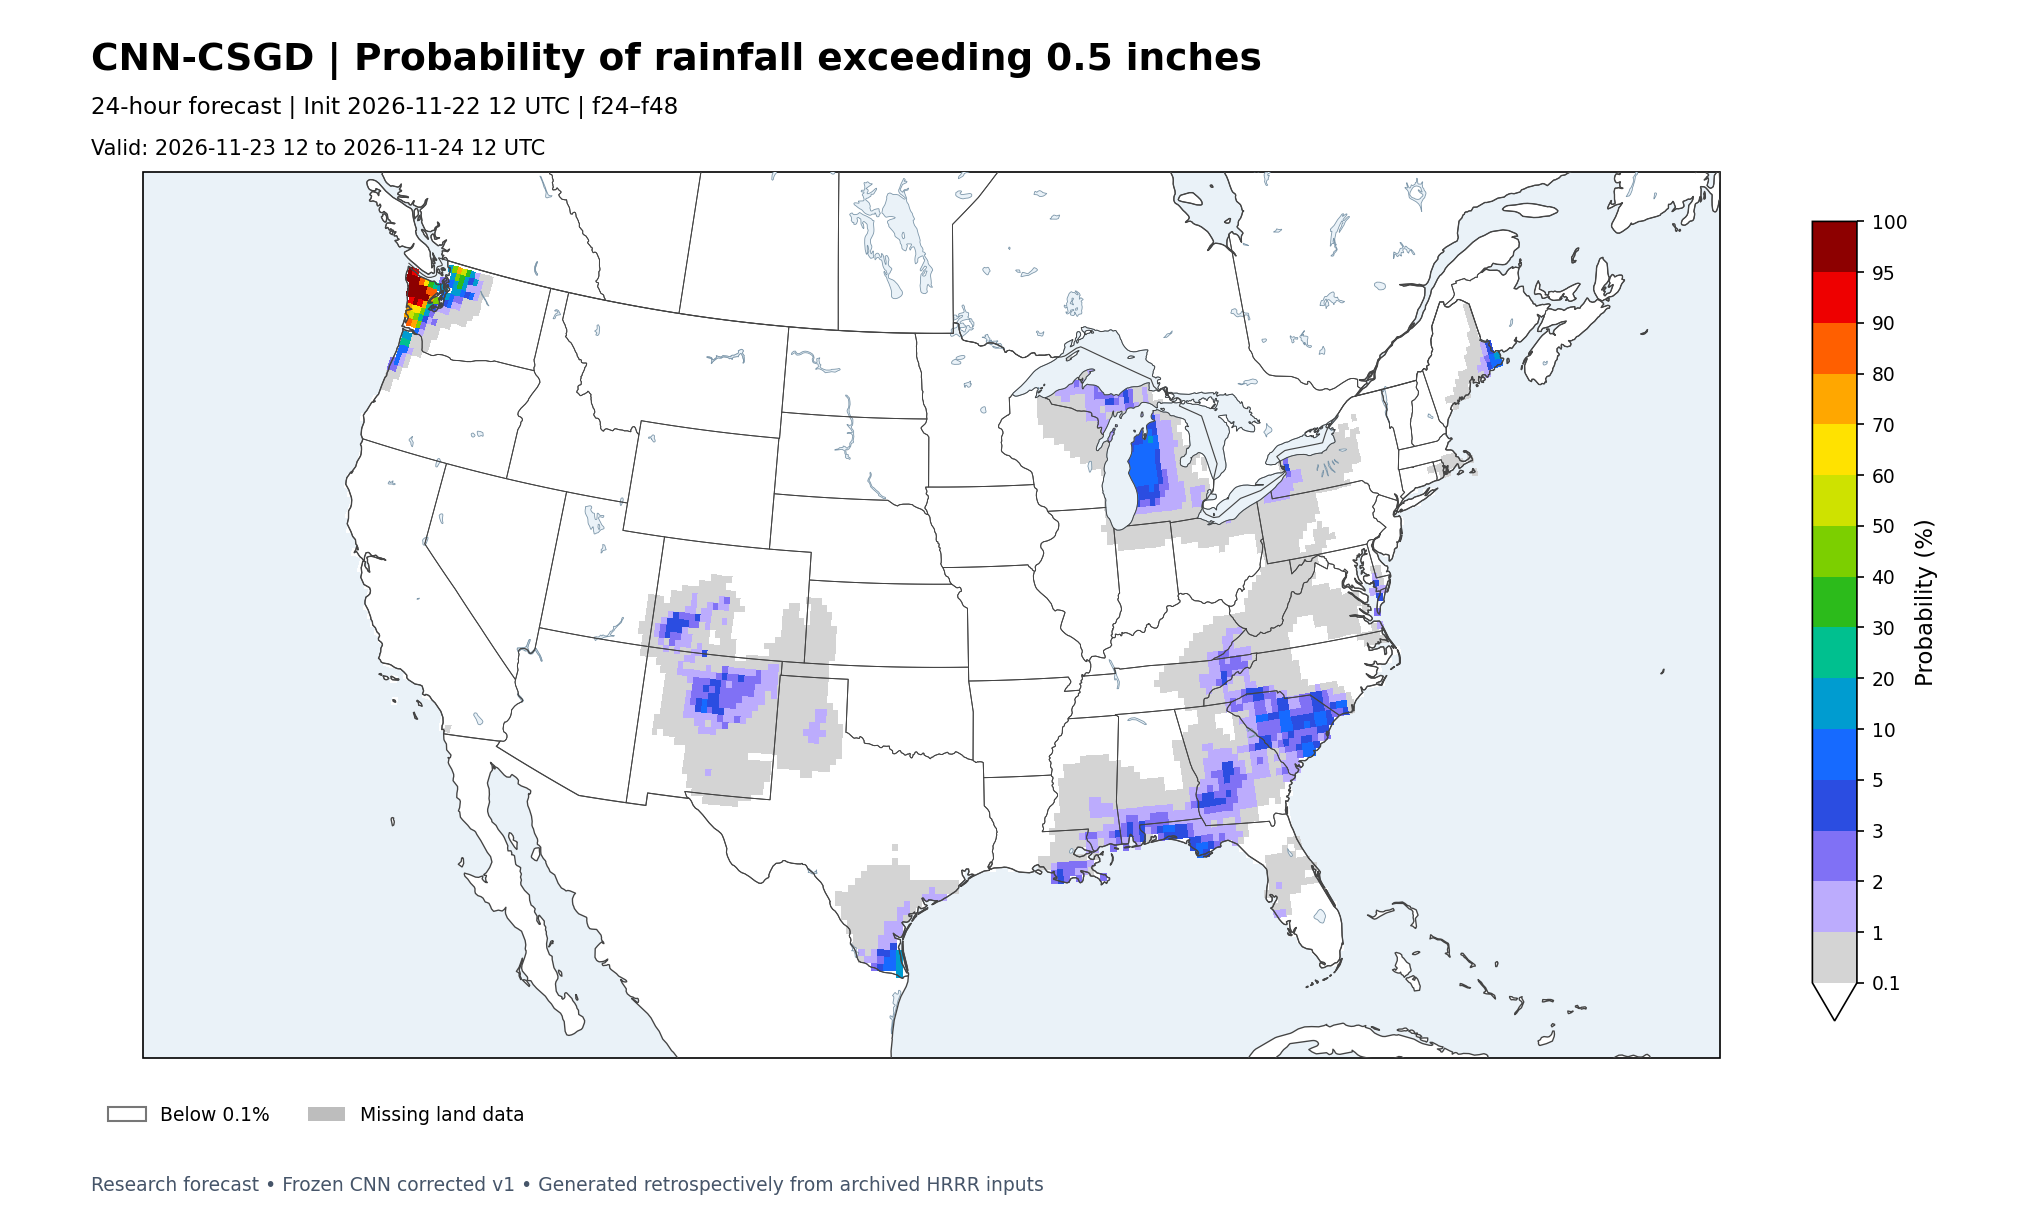 CNN-CSGD | Probability of rainfall exceeding 0.5 inches
24-hour forecast | Init 2026-11-22 12 UTC | f24–f48
Valid: 2026-11-23 12 to 2026-11-24 12 UTC
100
95
90
80
70
60
50
40
30
20
10
5
3
2
1
0.1
Probability (%)
Below 0.1%
Missing land data
Research forecast • Frozen CNN corrected v1 • Generated retrospectively from archived HRRR inputs